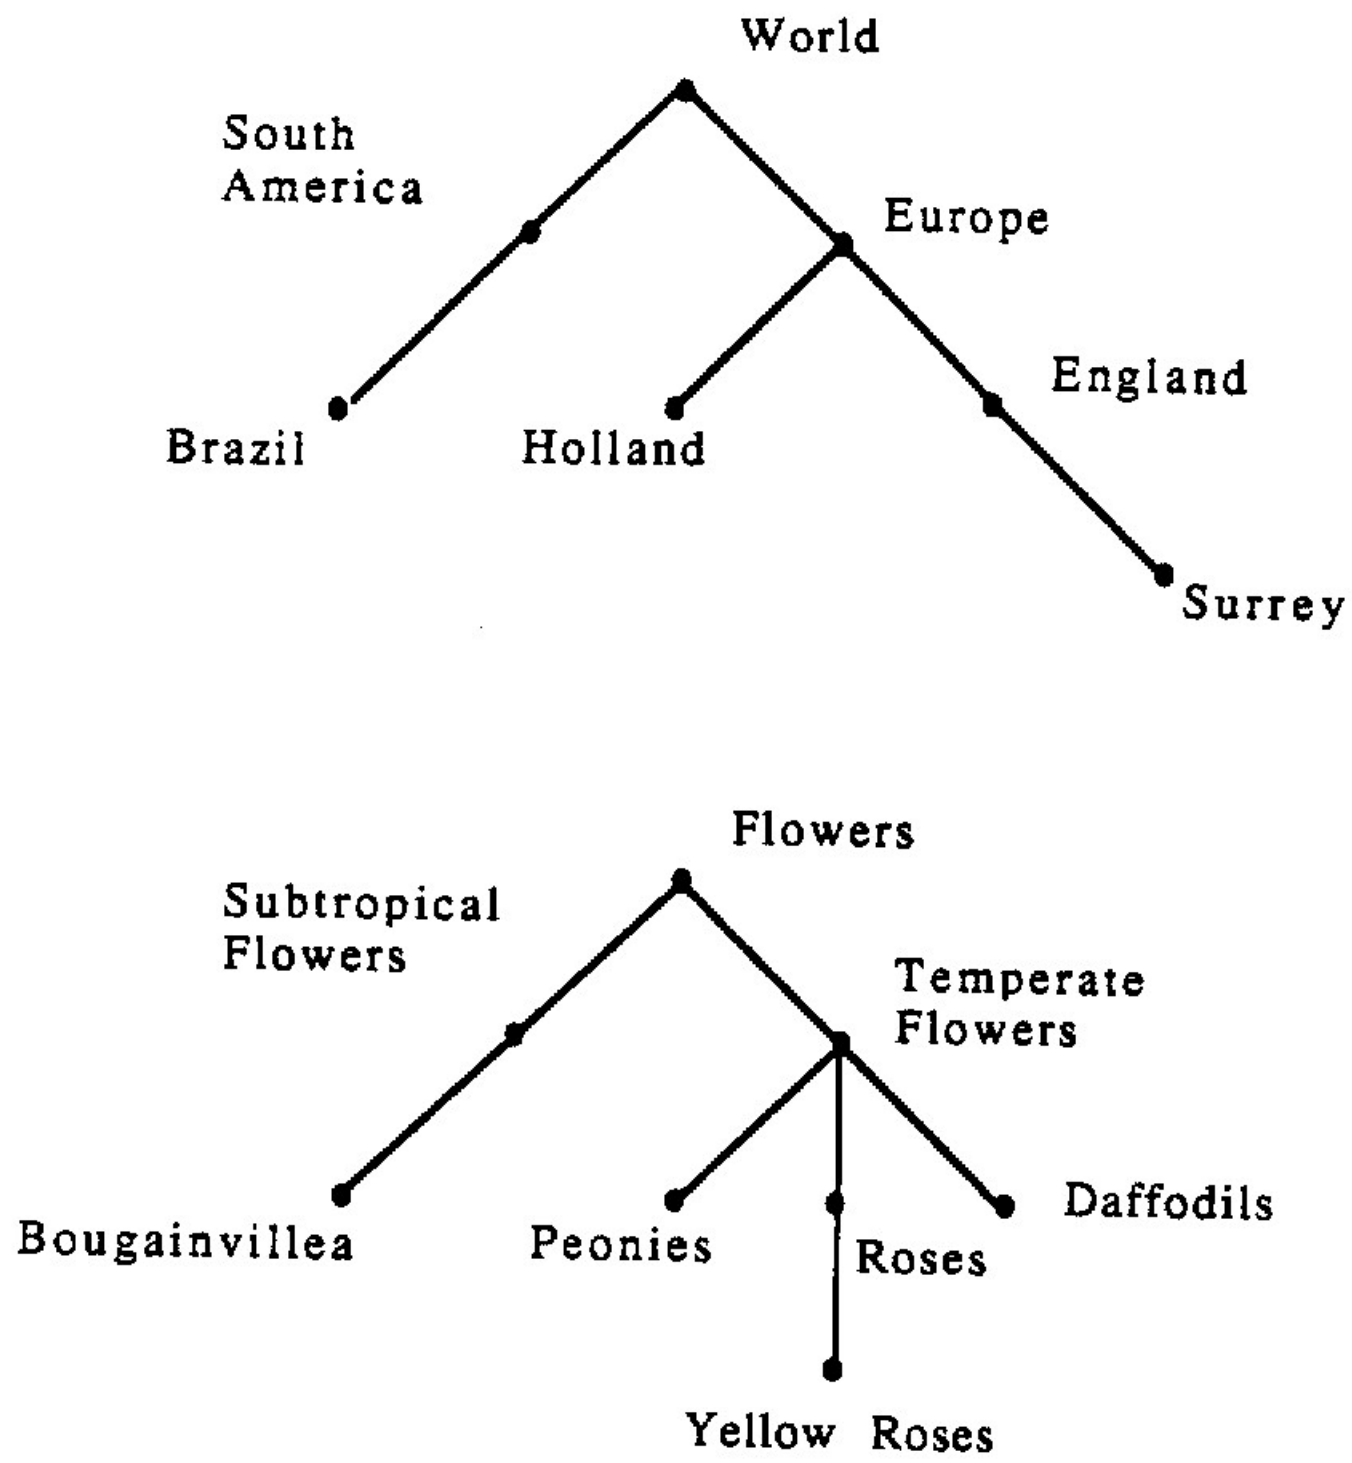 World
South
America
Europe
England
Brazil
Holland
Surrey
Flowers
Subtropical
Flowers
Temperate
Flowers
Daffodils
Bougainvillea
Peonies
Roses
Yellow Roses